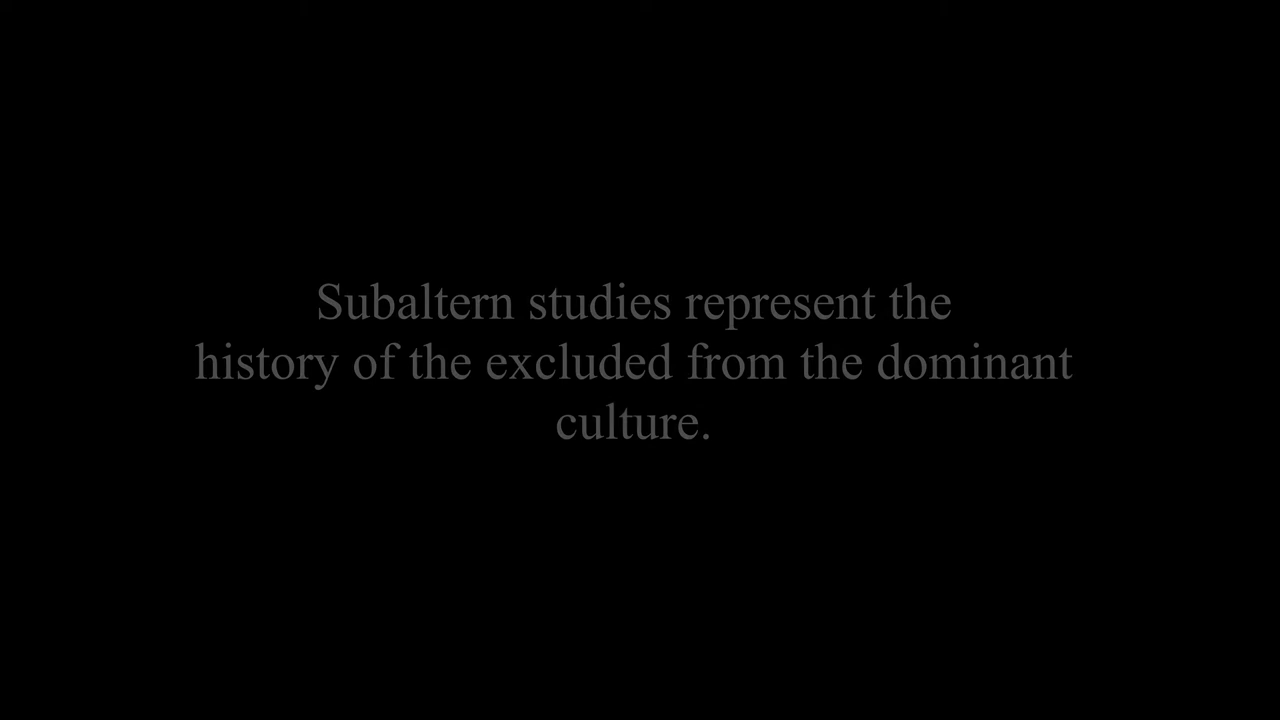 Subaltern studies represent the
history of the excluded from the dominant
culture.